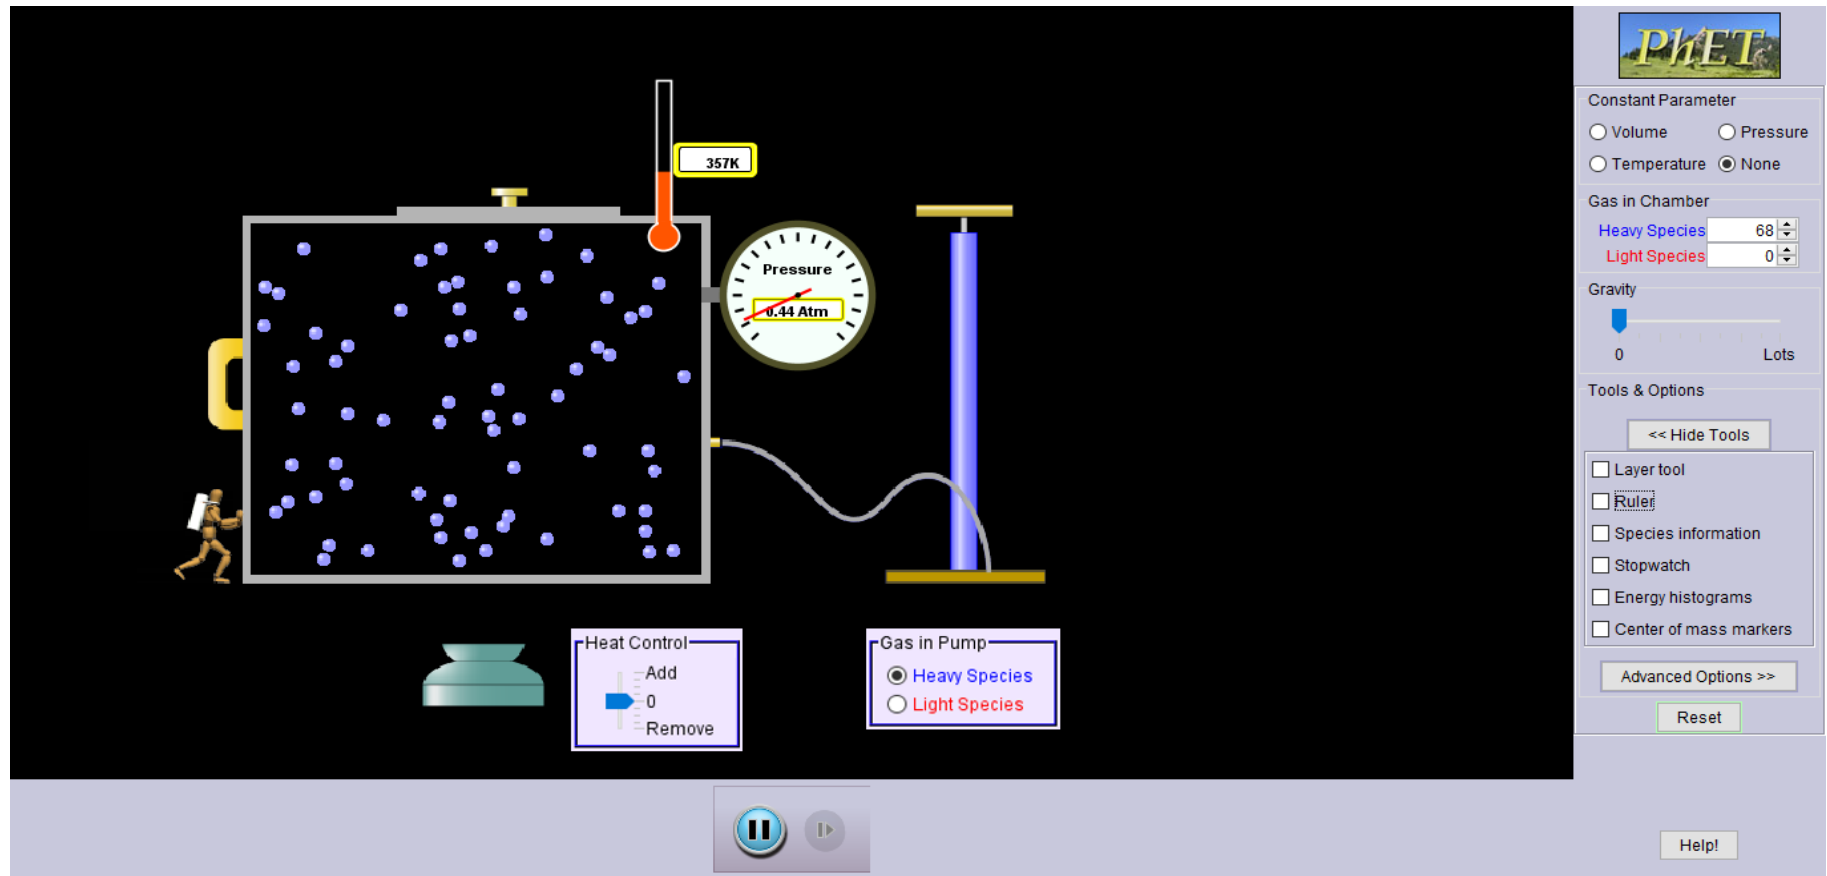 PhET
Constant Parameter
Volume Pressure
Temperature None
Gas in Chamber
Heavy Species 68
Light Species 0
Gravity
0 Lots
Tools & Options
<< Hide Tools
Layer tool
Ruler
Species information
Stopwatch
Energy histograms
Center of mass markers
Advanced Options >>
Reset
Help!
357K
Pressure
0.44 Atm
Heat Control
Add
0
Remove
Gas in Pump
Heavy Species
Light Species